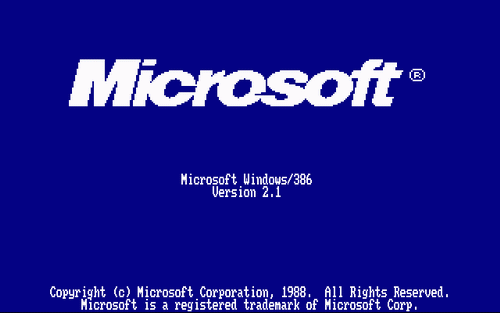 Microsoft®
Microsoft Windows/386
Version 2.1
Copyright (c) Microsoft Corporation, 1988.  All Rights Reserved.
Microsoft is a registered trademark of Microsoft Corp.